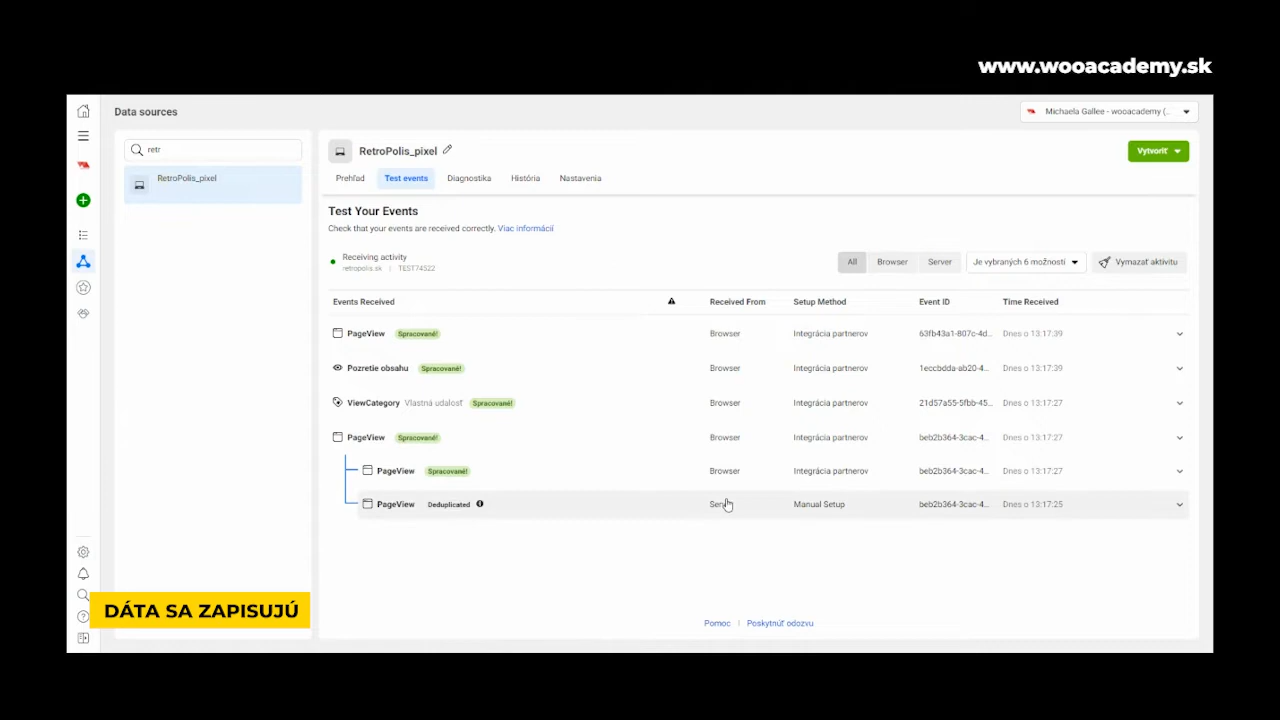 www.wooacademy.sk
Data sources
Michaela Gallee - wooacademy (...
retr
RetroPolis_pixel
RetroPolis_pixel
Vytvoriť
Prehľad Test events Diagnostika História Nastavenia
Test Your Events
Check that your events are received correctly. Viac informácií
Receiving activity
retropolis.sk | TEST74522
All Browser Server Je vybraných 6 možností Vymazať aktivitu
Events Received Received From Setup Method Event ID Time Received
PageView Spracované! Browser Integrácia partnerov 63fb43a1-807c-4d... Dnes o 13:17:39
Pozretie obsahu Spracované! Browser Integrácia partnerov 1eccbdda-ab20-4... Dnes o 13:17:39
ViewCategory Vlastná udalosť Spracované! Browser Integrácia partnerov 21d57a55-5fbb-45... Dnes o 13:17:27
PageView Spracované! Browser Integrácia partnerov beb2b364-3cac-4... Dnes o 13:17:27
PageView Spracované! Browser Integrácia partnerov beb2b364-3cac-4... Dnes o 13:17:27
PageView Deduplicated Manual Setup beb2b364-3cac-4... Dnes o 13:17:25
DÁTA SA ZAPISUJÚ
Pomoc | Poskytnúť odozvu